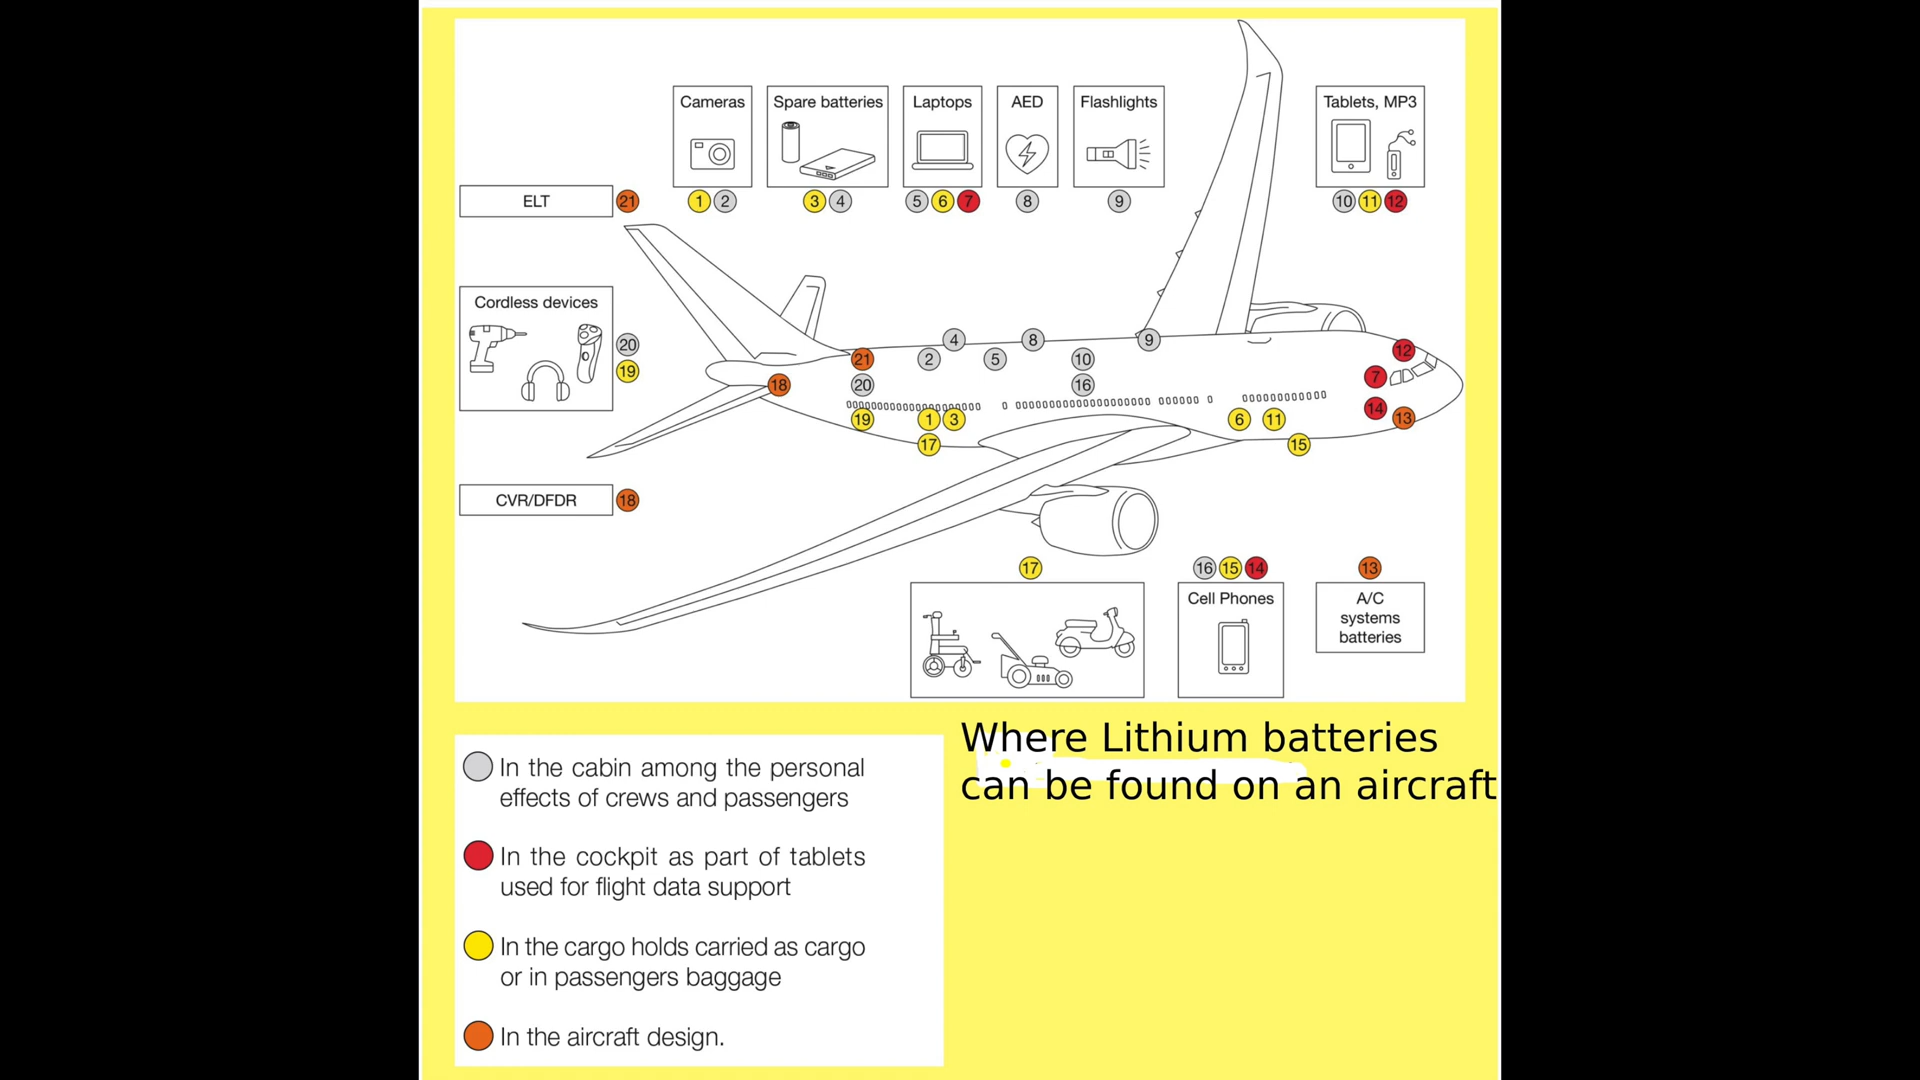 Cameras
Spare batteries
Laptops
AED
Flashlights
Tablets, MP3
ELT
21
1 2
3 4
5 6 7
8
9
10 11 12
Cordless devices
20
19
4
8
9
12
21
2
5
10
7
18
20
16
14
13
19
1
3
6
11
17
15
CVR/DFDR
18
17
16 15 14
13
Cell Phones
A/C
systems
batteries
Where Lithium batteries
can be found on an aircraft
In the cabin among the personal
effects of crews and passengers
In the cockpit as part of tablets
used for flight data support
In the cargo holds carried as cargo
or in passengers baggage
In the aircraft design.